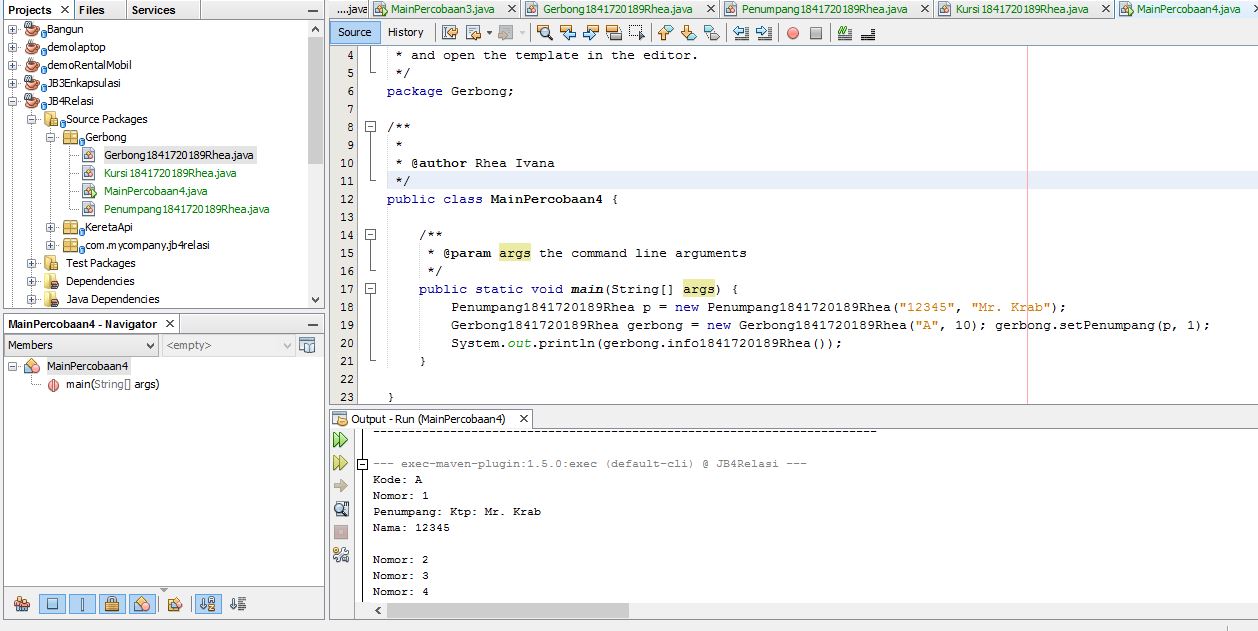 Projects
Files
Services
Bangun
demolaptop
demoRentalMobil
JB3Enkapsulasi
JB4Relasi
Source Packages
Gerbong
Gerbong1841720189Rhea.java
Kursi1841720189Rhea.java
MainPercobaan4.java
Penumpang1841720189Rhea.java
KeretaApi
com.mycompany.jb4relasi
Test Packages
Dependencies
Java Dependencies
MainPercobaan4 - Navigator
Members
<empty>
MainPercobaan4
main(String[] args)
....java
MainPercobaan3.java
Gerbong1841720189Rhea.java
Penumpang1841720189Rhea.java
Kursi1841720189Rhea.java
MainPercobaan4.java
Source
History
4 * and open the template in the editor.
5 */
6 package Gerbong;
7
8 /**
9 *
10 * @author Rhea Ivana
11 */
12 public class MainPercobaan4 {
13
14 /**
15 * @param args the command line arguments
16 */
17 public static void main(String[] args) {
18 Penumpang1841720189Rhea p = new Penumpang1841720189Rhea("12345", "Mr. Krab");
19 Gerbong1841720189Rhea gerbong = new Gerbong1841720189Rhea("A", 10); gerbong.setPenumpang(p, 1);
20 System.out.println(gerbong.info1841720189Rhea());
21 }
22
23 }
Output - Run (MainPercobaan4)
------------------------------------------------------------------------
--- exec-maven-plugin:1.5.0:exec (default-cli) @ JB4Relasi ---
Kode: A
Nomor: 1
Penumpang: Ktp: Mr. Krab
Nama: 12345
Nomor: 2
Nomor: 3
Nomor: 4